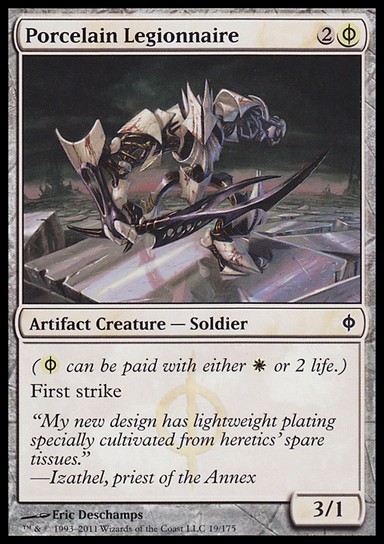 Porcelain Legionnaire 2
Artifact Creature — Soldier
( can be paid with either or 2 life.)
First strike
“My new design has lightweight plating
specially cultivated from heretics’ spare
tissues.”
—Izathel, priest of the Annex
Eric Deschamps
3/1
™ & © 1993–2011 Wizards of the Coast LLC 19/175